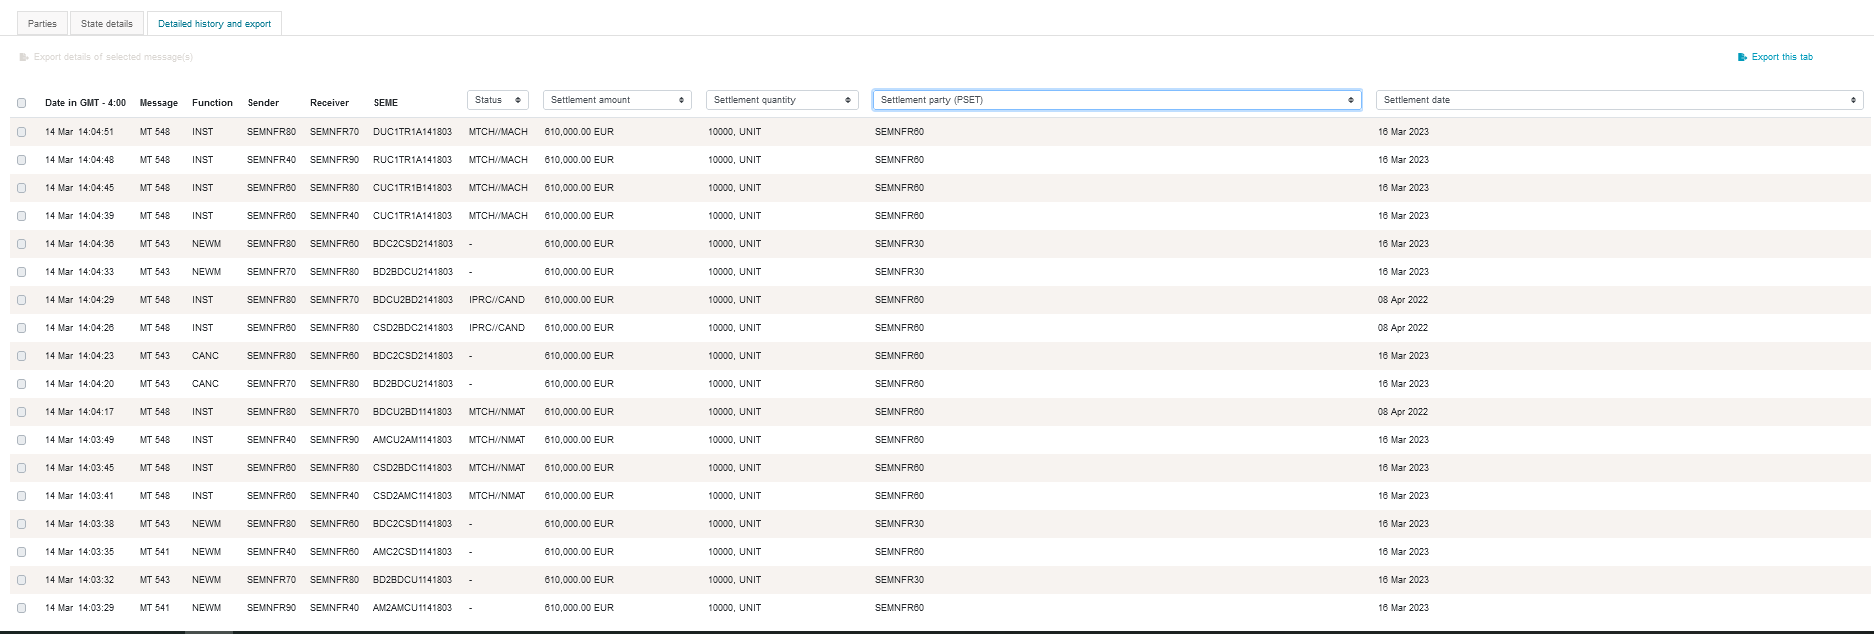 Parties State details Detailed history and export
Export details of selected message(s) Export this tab
Date in GMT - 4:00 Message Function Sender Receiver SEME Status Settlement amount Settlement quantity Settlement party (PSET) Settlement date
14 Mar 14:04:51 MT 548 INST SEMNFR80 SEMNFR70 DUC1TR1A141803 MTCH//MACH 610,000.00 EUR 10000, UNIT SEMNFR60 16 Mar 2023
14 Mar 14:04:48 MT 548 INST SEMNFR40 SEMNFR90 RUC1TR1A141803 MTCH//MACH 610,000.00 EUR 10000, UNIT SEMNFR60 16 Mar 2023
14 Mar 14:04:45 MT 548 INST SEMNFR60 SEMNFR80 CUC1TR1B141803 MTCH//MACH 610,000.00 EUR 10000, UNIT SEMNFR60 16 Mar 2023
14 Mar 14:04:39 MT 548 INST SEMNFR60 SEMNFR40 CUC1TR1A141803 MTCH//MACH 610,000.00 EUR 10000, UNIT SEMNFR60 16 Mar 2023
14 Mar 14:04:36 MT 543 NEWM SEMNFR80 SEMNFR60 BDC2CSD2141803 - 610,000.00 EUR 10000, UNIT SEMNFR30 16 Mar 2023
14 Mar 14:04:33 MT 543 NEWM SEMNFR70 SEMNFR80 BD2BDCU2141803 - 610,000.00 EUR 10000, UNIT SEMNFR30 16 Mar 2023
14 Mar 14:04:29 MT 548 INST SEMNFR80 SEMNFR70 BDCU2BD2141803 IPRC//CAND 610,000.00 EUR 10000, UNIT SEMNFR60 08 Apr 2022
14 Mar 14:04:26 MT 548 INST SEMNFR60 SEMNFR80 CSD2BDC2141803 IPRC//CAND 610,000.00 EUR 10000, UNIT SEMNFR60 08 Apr 2022
14 Mar 14:04:23 MT 543 CANC SEMNFR80 SEMNFR60 BDC2CSD2141803 - 610,000.00 EUR 10000, UNIT SEMNFR60 16 Mar 2023
14 Mar 14:04:20 MT 543 CANC SEMNFR70 SEMNFR80 BD2BDCU2141803 - 610,000.00 EUR 10000, UNIT SEMNFR60 16 Mar 2023
14 Mar 14:04:17 MT 548 INST SEMNFR80 SEMNFR70 BDCU2BD1141803 MTCH//NMAT 610,000.00 EUR 10000, UNIT SEMNFR60 08 Apr 2022
14 Mar 14:03:49 MT 548 INST SEMNFR40 SEMNFR90 AMCU2AM1141803 MTCH//NMAT 610,000.00 EUR 10000, UNIT SEMNFR60 16 Mar 2023
14 Mar 14:03:45 MT 548 INST SEMNFR60 SEMNFR80 CSD2BDC1141803 MTCH//NMAT 610,000.00 EUR 10000, UNIT SEMNFR60 16 Mar 2023
14 Mar 14:03:41 MT 548 INST SEMNFR60 SEMNFR40 CSD2AMC1141803 MTCH//NMAT 610,000.00 EUR 10000, UNIT SEMNFR60 16 Mar 2023
14 Mar 14:03:38 MT 543 NEWM SEMNFR80 SEMNFR60 BDC2CSD1141803 - 610,000.00 EUR 10000, UNIT SEMNFR30 16 Mar 2023
14 Mar 14:03:35 MT 541 NEWM SEMNFR40 SEMNFR60 AMC2CSD1141803 - 610,000.00 EUR 10000, UNIT SEMNFR60 16 Mar 2023
14 Mar 14:03:32 MT 543 NEWM SEMNFR70 SEMNFR80 BD2BDCU1141803 - 610,000.00 EUR 10000, UNIT SEMNFR30 16 Mar 2023
14 Mar 14:03:29 MT 541 NEWM SEMNFR90 SEMNFR40 AM2AMCU1141803 - 610,000.00 EUR 10000, UNIT SEMNFR60 16 Mar 2023